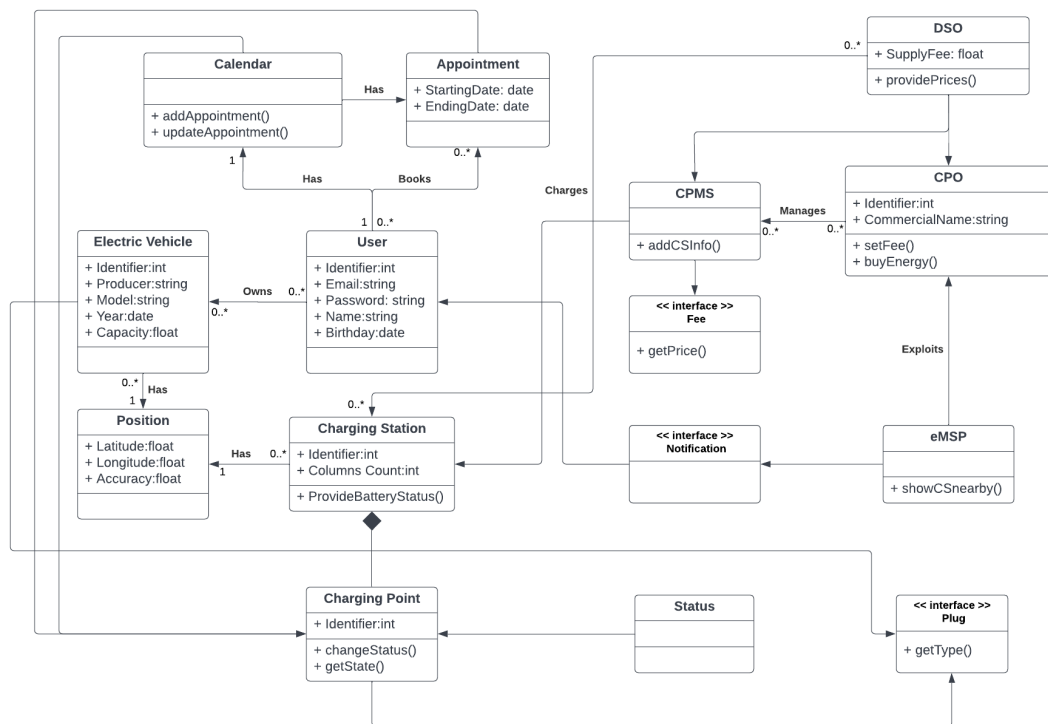 DSO
+ SupplyFee: float
+ providePrices()
0..*
Calendar
+ addAppointment()
+ updateAppointment()
Has
Appointment
+ StartingDate: date
+ EndingDate: date
1
0..*
Has
Books
1
0..*
Charges
CPMS
+ addCSInfo()
Manages
0..*
0..*
CPO
+ Identifier:int
+ CommercialName:string
+ setFee()
+ buyEnergy()
Electric Vehicle
+ Identifier:int
+ Producer:string
+ Model:string
+ Year:date
+ Capacity:float
Owns
0..*
0..*
User
+ Identifier:int
+ Email:string
+ Password: string
+ Name:string
+ Birthday:date
<< interface >>
Fee
+ getPrice()
Exploits
0..*
Has
1
Position
+ Latitude:float
+ Longitude:float
+ Accuracy:float
Has
0..*
1
0..*
Charging Station
+ Identifier:int
+ Columns Count:int
+ ProvideBatteryStatus()
<< interface >>
Notification
eMSP
+ showCSnearby()
Charging Point
+ Identifier:int
+ changeStatus()
+ getState()
Status
<< interface >>
Plug
+ getType()